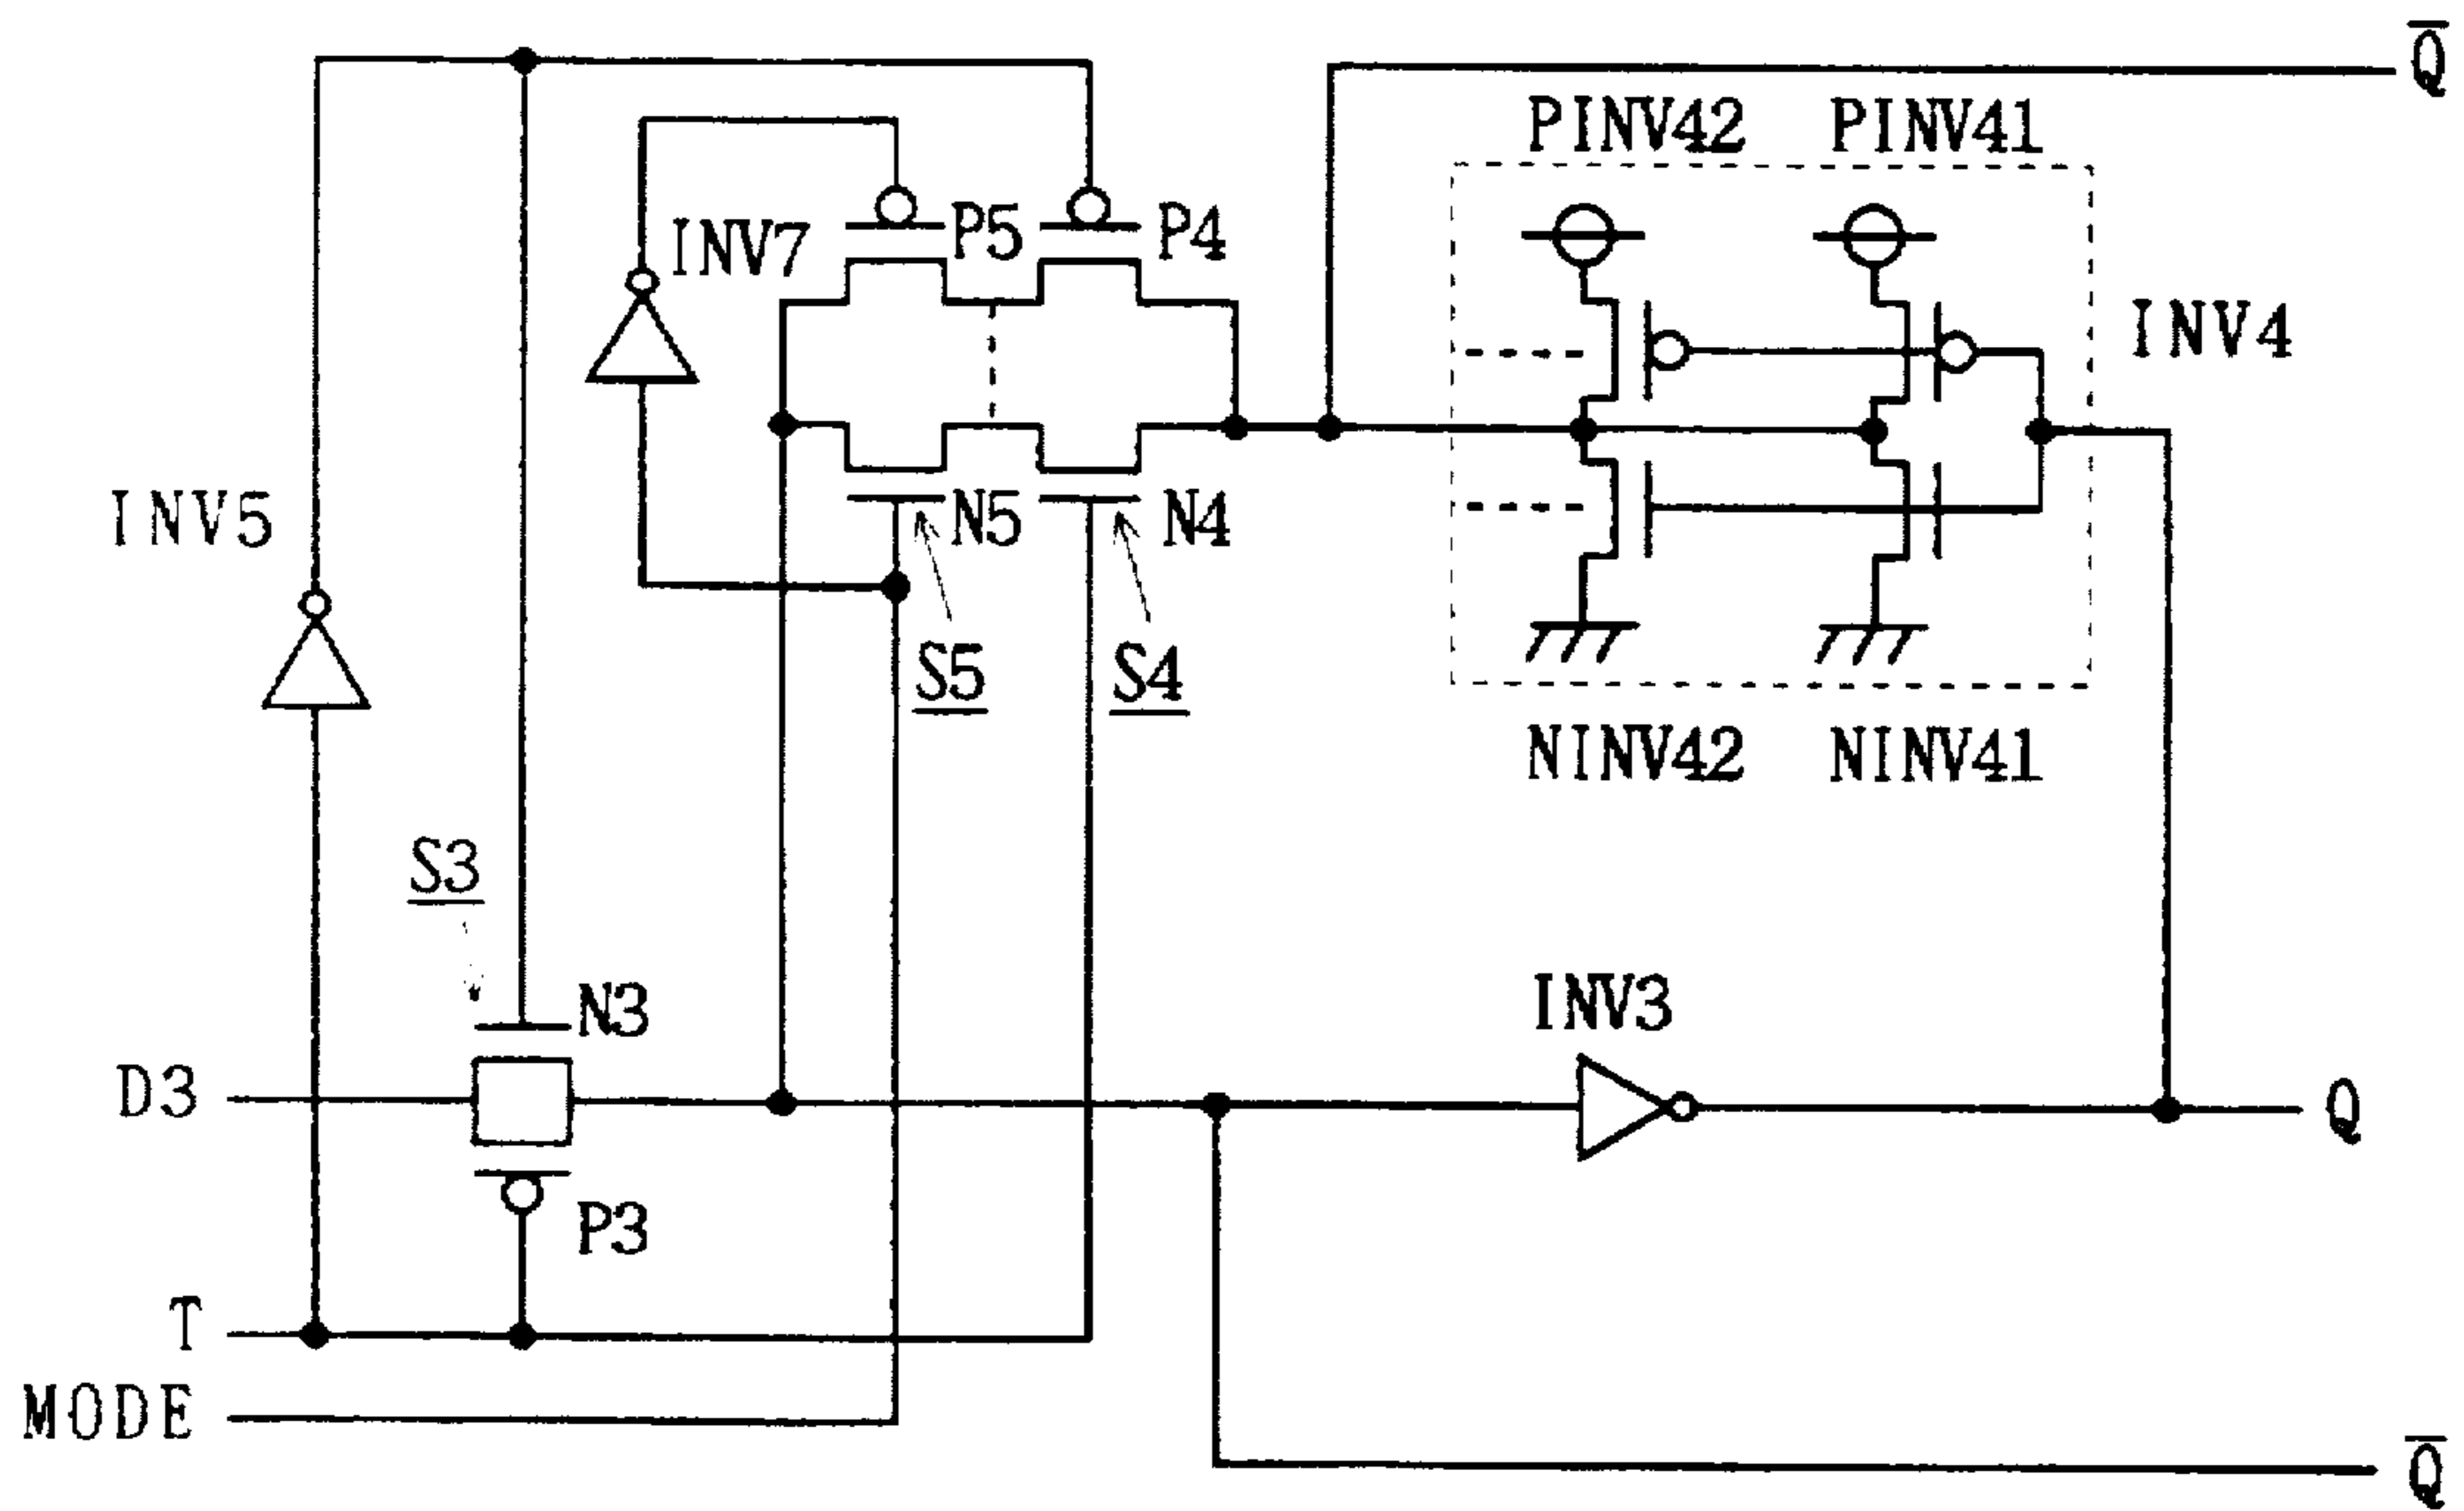 Q̅
PINV42 PINV41
INV7 P5 P4
INV4
INV5 N5 N4
S5 S4
NINV42 NINV41
S3
N3 INV3
D3 Q
P3
T
MODE
Q̅